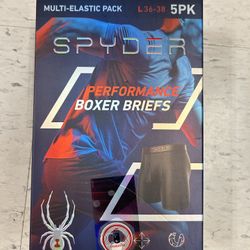 MULTI-ELASTIC PACK L 36-38 5PK
SPYDER
PERFORMANCE
BOXER BRIEFS